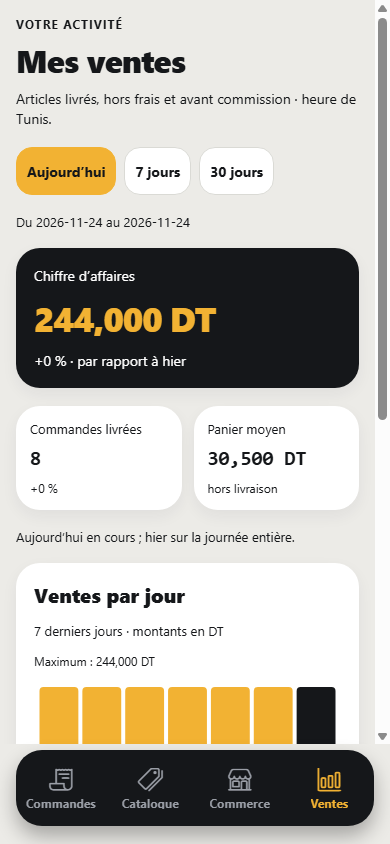 VOTRE ACTIVITÉ
Mes ventes
Articles livrés, hors frais et avant commission · heure de
Tunis.
Aujourd’hui
7 jours
30 jours
Du 2026-11-24 au 2026-11-24
Chiffre d’affaires
244,000 DT
+0 % · par rapport à hier
Commandes livrées
8
+0 %
Panier moyen
30,500 DT
hors livraison
Aujourd’hui en cours ; hier sur la journée entière.
Ventes par jour
7 derniers jours · montants en DT
Maximum : 244,000 DT
Commandes
Catalogue
Commerce
Ventes